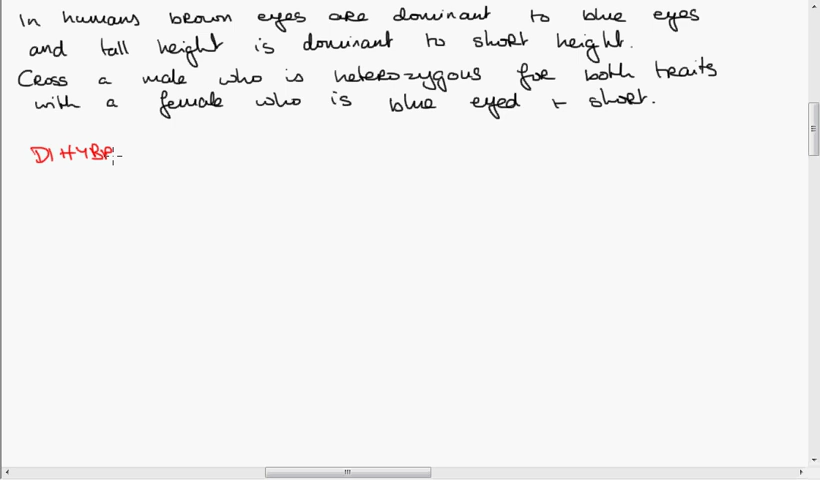 In humans brown eyes are dominant to blue eyes
and tall height is dominant to short height.
Cross a male who is heterozygous for both traits
with a female who is blue eyed + short.
DIHYBR